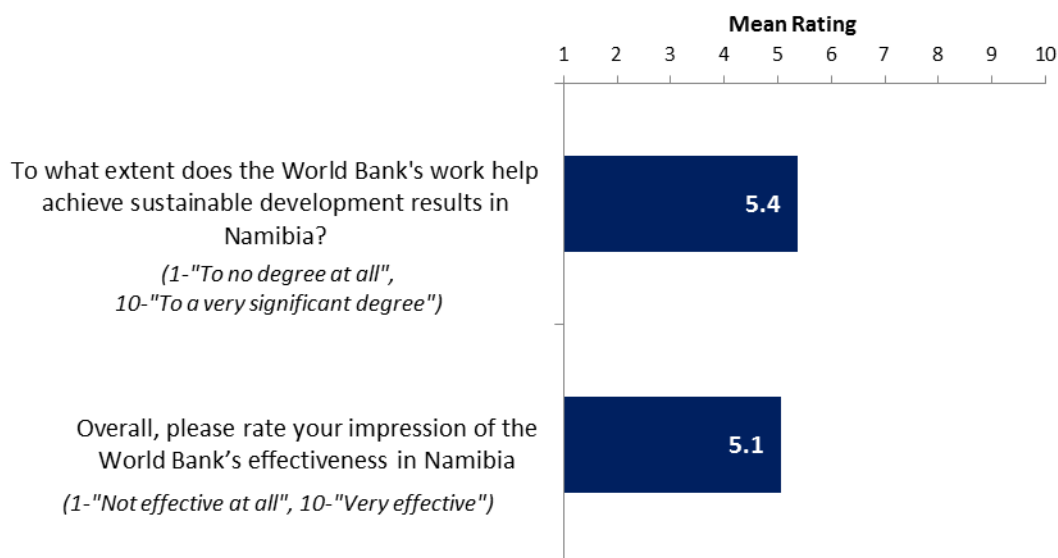 Mean Rating
1 2 3 4 5 6 7 8 9 10
To what extent does the World Bank's work help
achieve sustainable development results in
Namibia?
(1-"To no degree at all",
10-"To a very significant degree")
5.4
Overall, please rate your impression of the
World Bank’s effectiveness in Namibia
(1-"Not effective at all", 10-"Very effective")
5.1